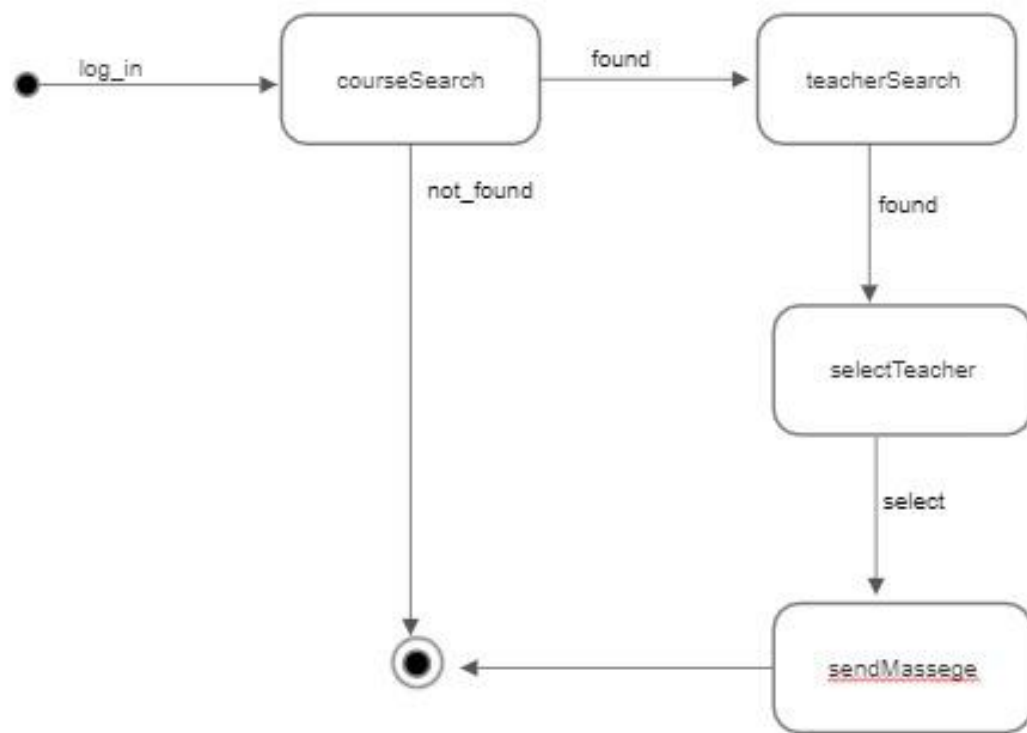 log_in
courseSearch
found
teacherSearch
not_found
found
selectTeacher
select
sendMassege